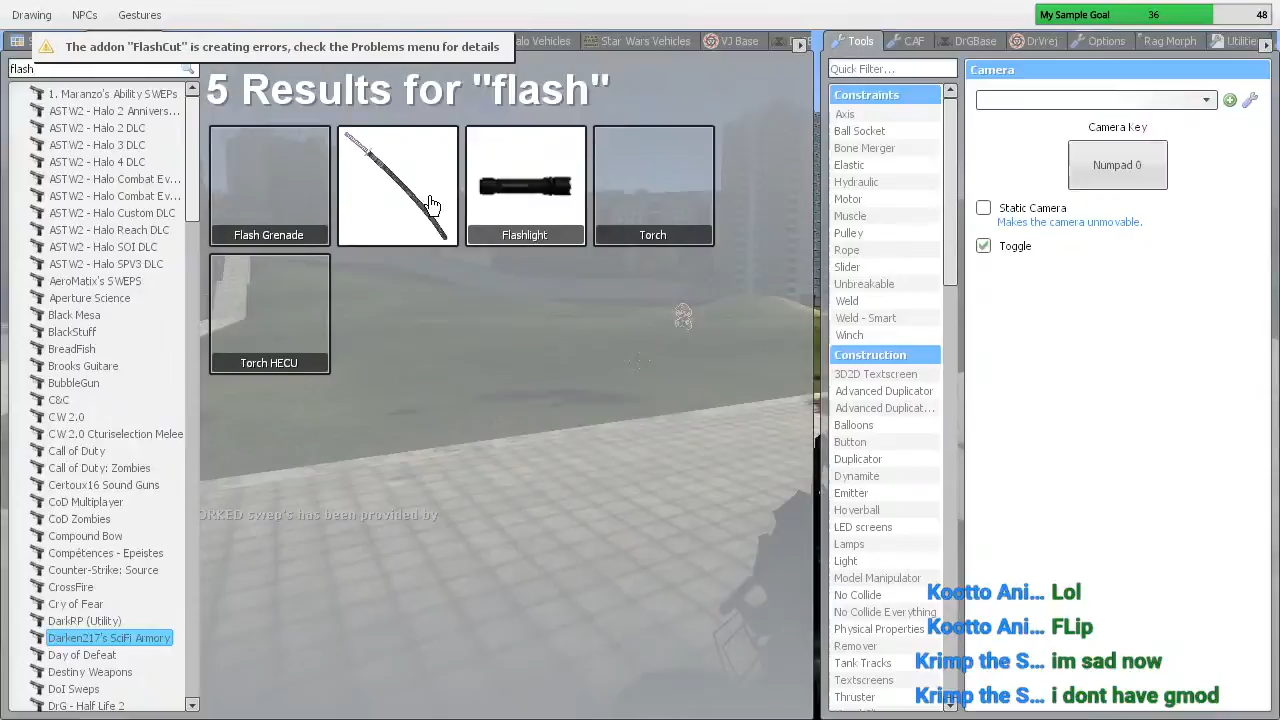 Drawing NPCs Gestures
My Sample Goal 36 48
The addon "FlashCut" is creating errors, check the Problems menu for details
alo Vehicles Star Wars Vehicles VJ Base
Tools CAF DrGBase DrVrej Options Rag Morph Utilitie
flash
5 Results for "flash"
Flash Grenade
Flashlight
Torch
Torch HECU
1. Maranzo's Ability SWEPs
ASTW2 - Halo 2 Anivers...
ASTW2 - Halo 2 DLC
ASTW2 - Halo 3 DLC
ASTW2 - Halo 4 DLC
ASTW2 - Halo Combat Ev...
ASTW2 - Halo Combat Ev...
ASTW2 - Halo Custom DLC
ASTW2 - Halo Reach DLC
ASTW2 - Halo SOI DLC
ASTW2 - Halo SPV3 DLC
AeroMatix's SWEPS
Aperture Science
Black Mesa
BlackStuff
BreadFish
Brooks Guitare
BubbleGun
C&C
CW 2.0
CW 2.0 Cturiselection Melee
Call of Duty
Call of Duty: Zombies
Certoux16 Sound Gun
CoD Multiplayer
CoD Zombies
Compound Bow
Compétences - Epeistes
Counter-Strike: Source
CrossFire
Cry of Fear
DarkRP (Utility)
Darken217's SciFi Armory
Day of Defeat
Destiny Weapons
DoI Sweps
DrG - Half Life 2
ORKED swep's has been provided by
Quick Filter...
Constraints
Axis
Ball Socket
Bone Merger
Elastic
Hydraulic
Motor
Muscle
Pulley
Rope
Slider
Unbreakable
Weld
Weld - Smart
Winch
Construction
3D2D Textscreen
Advanced Duplicator
Advanced Duplicat...
Balloons
Button
Duplicator
Dynamite
Emitter
Hoverball
LED screens
Lamps
Light
Model Manipulator
No Collide
No Collide Everything
Physical Properties
Remover
Tank Tracks
Textscreens
Thruster
Camera
Camera Key
Numpad 0
Static Camera
Makes the camera unmovable.
Toggle
Kootto Ani... Lol
Kootto Ani... FLip
Krimp the S... im sad now
Krimp the S... i dont have gmod